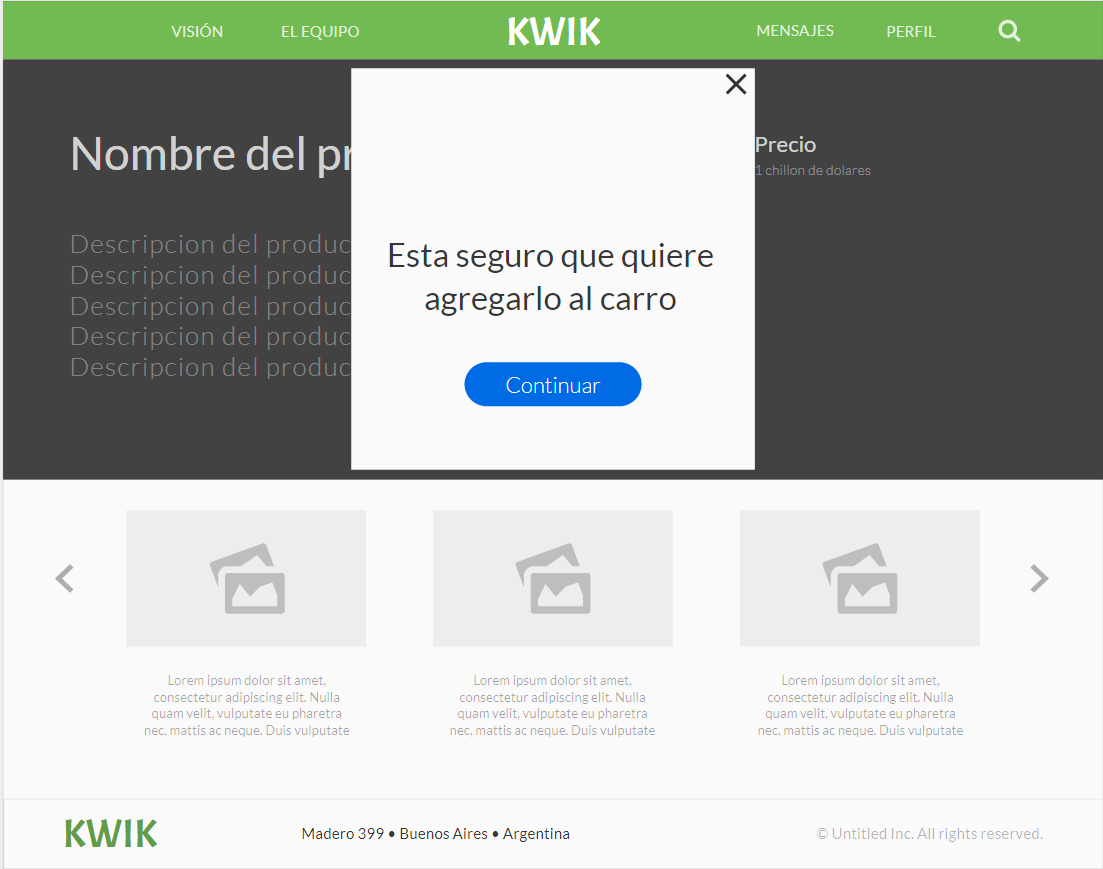 VISIÓN
EL EQUIPO
KWIK
MENSAJES
PERFIL
Nombre del pr
Precio
1 chillon de dolares
Descripcion del produc
Descripcion del produc
Descripcion del produc
Descripcion del produc
Descripcion del produc
Esta seguro que quiere
agregarlo al carro
Continuar
Lorem ipsum dolor sit amet,
consectetur adipiscing elit. Nulla
quam velit, vulputate eu pharetra
nec, mattis ac neque. Duis vulputate
Lorem ipsum dolor sit amet,
consectetur adipiscing elit. Nulla
quam velit, vulputate eu pharetra
nec, mattis ac neque. Duis vulputate
Lorem ipsum dolor sit amet,
consectetur adipiscing elit. Nulla
quam velit, vulputate eu pharetra
nec, mattis ac neque. Duis vulputate
KWIK
Madero 399 • Buenos Aires • Argentina
© Untitled Inc. All rights reserved.